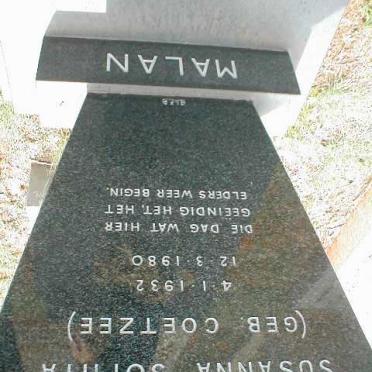 SUSANNA SOPHIA
(GEB. COETZEE)
4·1·1932
12·3·1980
DIE DAG WAT HIER
GEEINDIG HET, HET
ELDERS WEER BEGIN.
MALAN